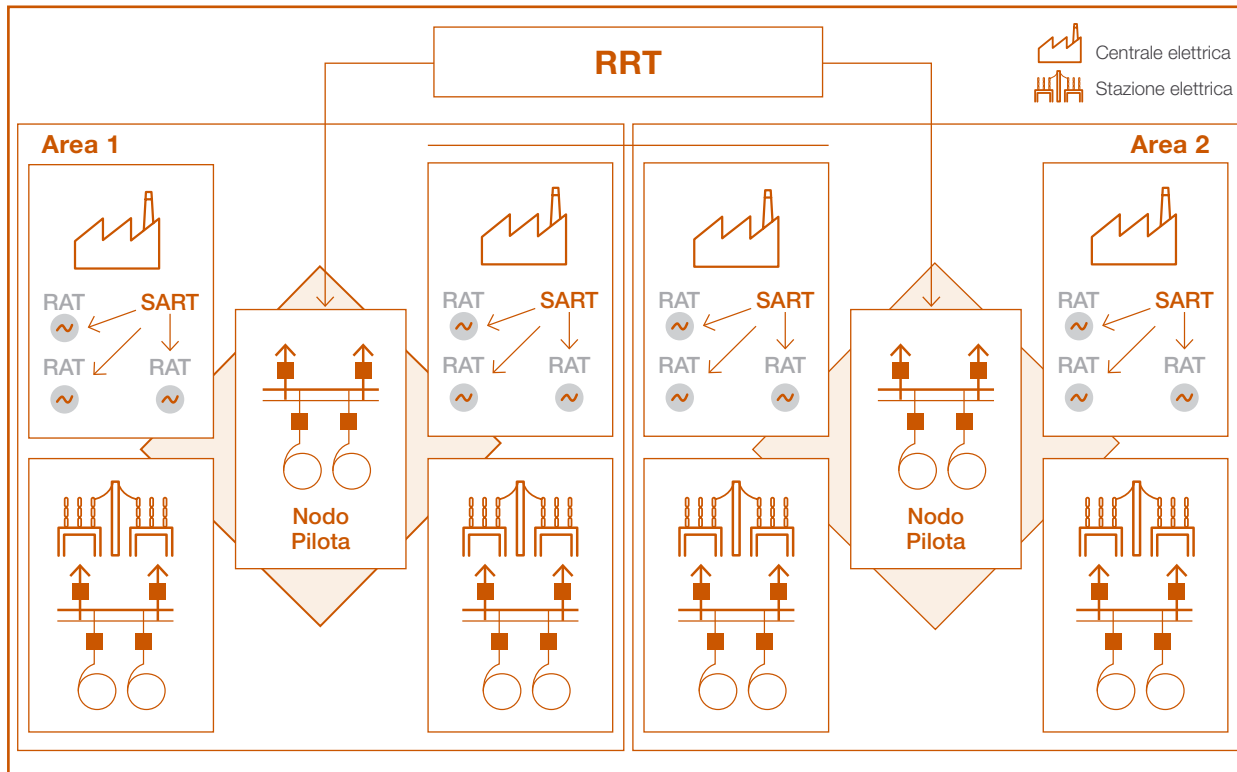 RRT
Centrale elettrica
Stazione elettrica
Area 1
Area 2
RAT SART
RAT RAT
RAT SART
RAT RAT
RAT SART
RAT RAT
RAT SART
RAT RAT
Nodo
Pilota
Nodo
Pilota